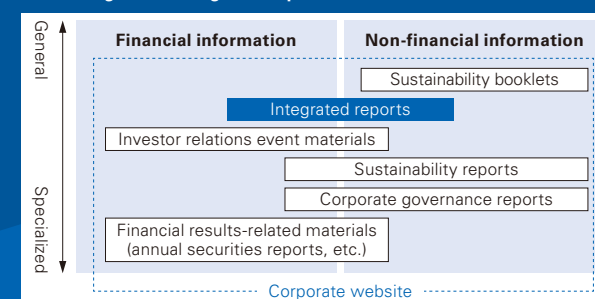 General
Specialized
Financial information
Non-financial information
Sustainability booklets
Integrated reports
Investor relations event materials
Sustainability reports
Corporate governance reports
Financial results-related materials
(annual securities reports, etc.)
Corporate website